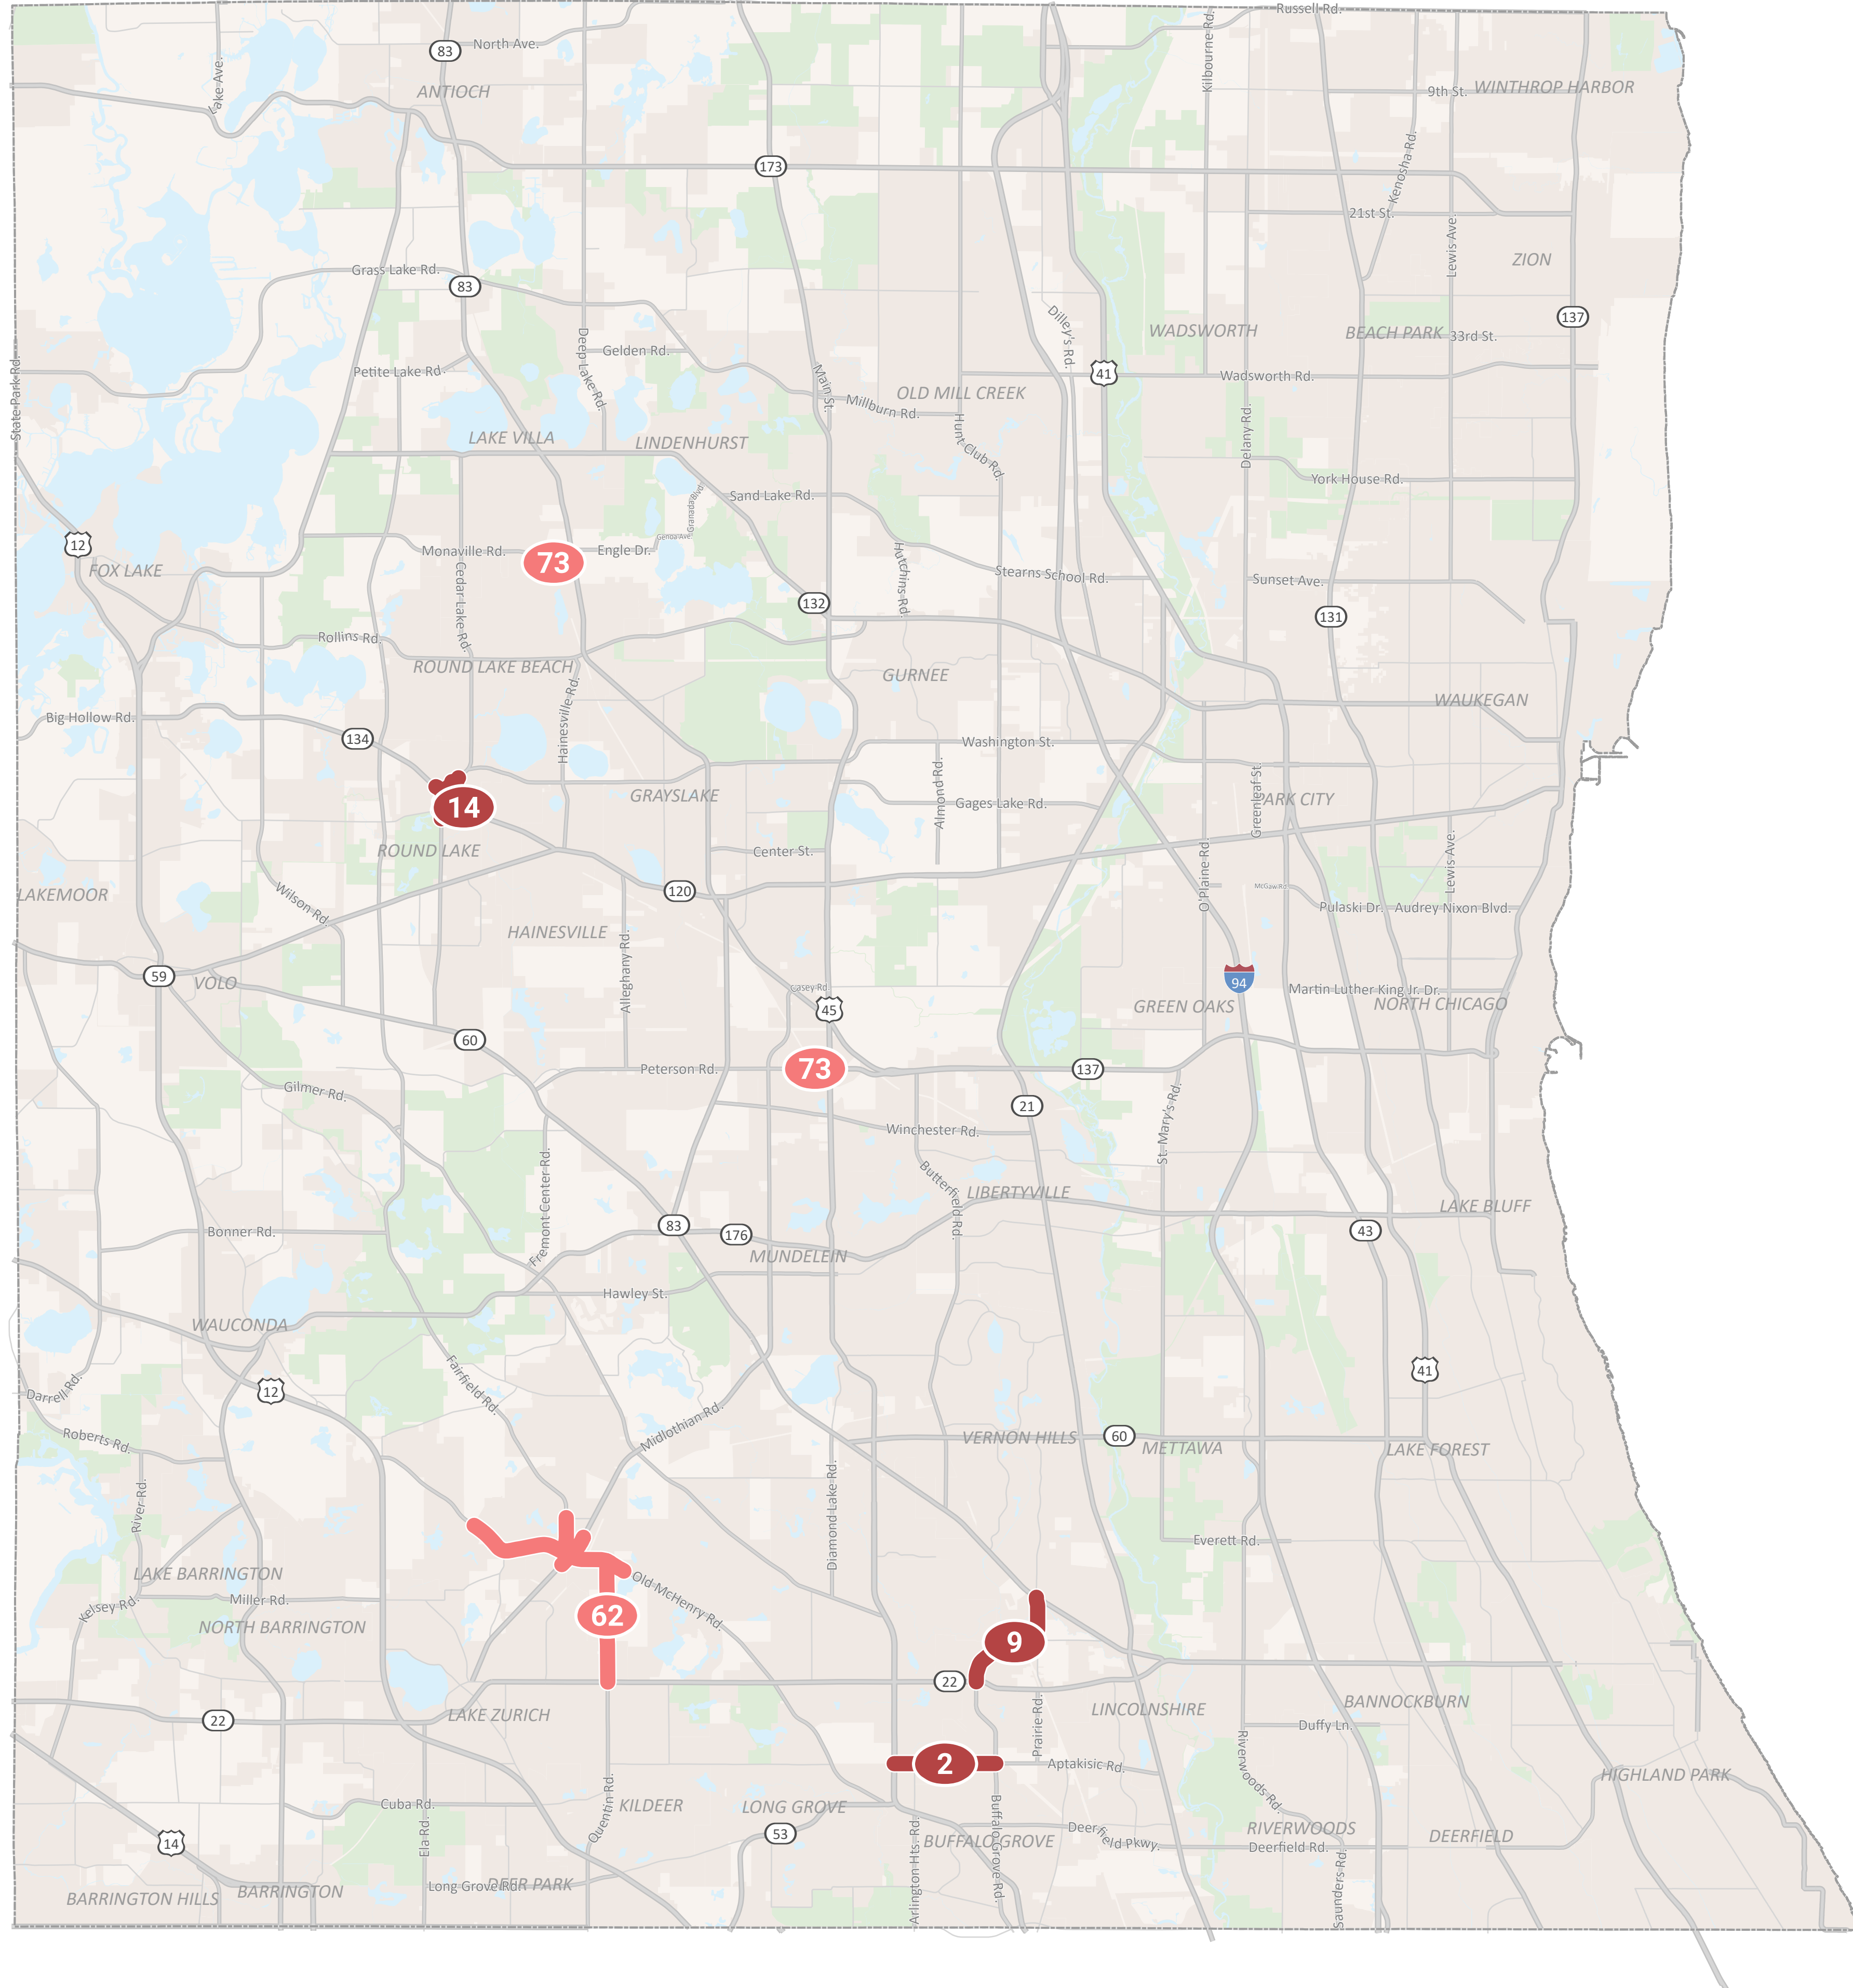 Russell Rd.
Kilbourne Rd.
83
North Ave.
Lake Ave.
ANTIOCH
9th St.
WINTHROP HARBOR
173
Kenosha Rd.
21st St.
Lewis Ave.
ZION
Grass Lake Rd.
83
137
Dilley's Rd.
WADSWORTH
BEACH PARK
33rd St.
Deep Lake Rd.
Gelden Rd.
State Park Rd.
Petite Lake Rd.
Main St.
41
Wadsworth Rd.
OLD MILL CREEK
Millburn Rd.
Hunt Club Rd.
Delany Rd.
LAKE VILLA
LINDENHURST
York House Rd.
Sand Lake Rd.
Granada Blvd
12
Genoa Ave.
Monaville Rd.
73
Engle Dr.
FOX LAKE
Cedar Lake Rd.
Hutchins Rd.
Stearns School Rd.
Sunset Ave.
132
131
Rollins Rd.
ROUND LAKE BEACH
GURNEE
Hainesville Rd.
WAUKEGAN
Big Hollow Rd.
134
Washington St.
Almond Rd.
Greenleaf St.
GRAYSLAKE
14
Gages Lake Rd.
PARK CITY
ROUND LAKE
Center St.
Lewis Ave.
O'Plaine Rd.
LAKEMOOR
Wilson Rd.
120
McGaw Rd.
Pulaski Dr.
Audrey Nixon Blvd.
HAINESVILLE
Alleghany Rd.
59
VOLO
94
Casey Rd
Martin Luther King Jr. Dr.
45
GREEN OAKS
NORTH CHICAGO
60
Peterson Rd.
73
137
Gilmer Rd.
21
St. Mary's Rd.
Winchester Rd.
Fremont Center Rd.
Butterfield Rd.
LIBERTYVILLE
LAKE BLUFF
Bonner Rd.
83
176
43
MUNDELEIN
Hawley St.
WAUCONDA
41
12
Darrell Rd.
Fairfield Rd.
Midlothian Rd.
Roberts Rd.
VERNON HILLS
60
METTAWA
LAKE FOREST
River Rd.
Diamond Lake Rd.
Everett Rd.
LAKE BARRINGTON
Old McHenry Rd.
Kelsey Rd.
Miller Rd.
62
NORTH BARRINGTON
9
22
LAKE ZURICH
22
Prairie Rd.
LINCOLNSHIRE
BANNOCKBURN
Duffy Ln.
2
Aptakisic Rd.
Riverwoods Rd.
HIGHLAND PARK
Cuba Rd.
Quentin Rd.
KILDEER
LONG GROVE
Buffalo Grove Rd.
14
Ela Rd.
53
Arlington Hts. Rd.
BUFFALO GROVE
Deerfield Pkwy.
RIVERWOODS
DEERFIELD
Deerfield Rd.
Saunders Rd.
BARRINGTON HILLS
BARRINGTON
Long Grove Rd
DEER PARK